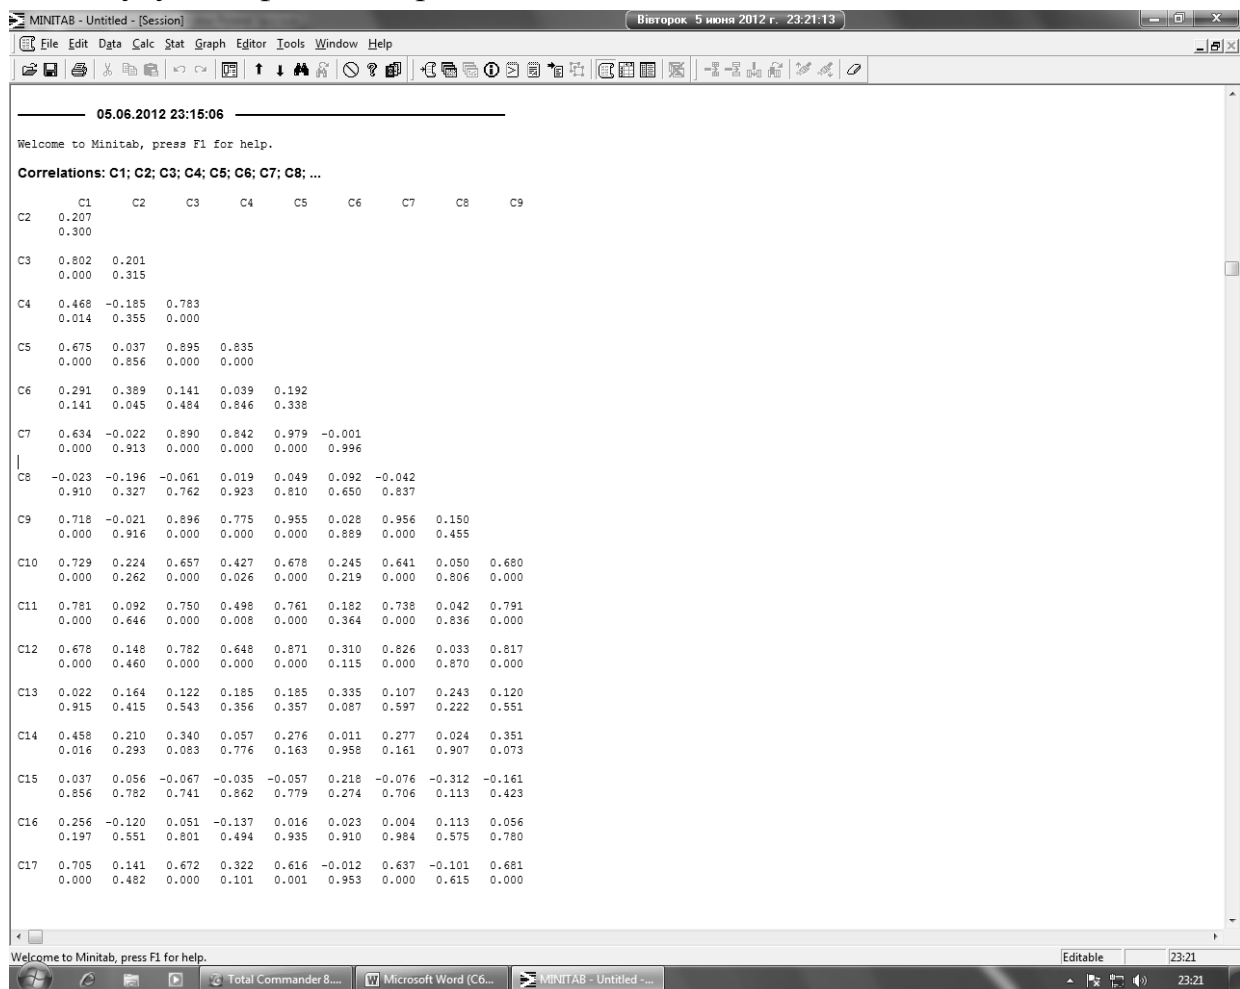 MINITAB - Untitled - [Session]
Вівторок 5 июня 2012 г. 23:21:13
File Edit Data Calc Stat Graph Editor Tools Window Help
05.06.2012 23:15:06
Welcome to Minitab, press F1 for help.
Correlations: C1; C2; C3; C4; C5; C6; C7; C8; ...
C1 C2 C3 C4 C5 C6 C7 C8 C9
C2 0.207
0.300
C3 0.802 0.201
0.000 0.315
C4 0.468 -0.185 0.783
0.014 0.355 0.000
C5 0.675 0.037 0.895 0.835
0.000 0.856 0.000 0.000
C6 0.291 0.389 0.141 0.039 0.192
0.141 0.045 0.484 0.846 0.338
C7 0.634 -0.022 0.890 0.842 0.979 -0.001
0.000 0.913 0.000 0.000 0.000 0.996
C8 -0.023 -0.196 -0.061 0.019 0.049 0.092 -0.042
0.910 0.327 0.762 0.923 0.810 0.650 0.837
C9 0.718 -0.021 0.896 0.775 0.955 0.028 0.956 0.150
0.000 0.916 0.000 0.000 0.000 0.889 0.000 0.455
C10 0.729 0.224 0.657 0.427 0.678 0.245 0.641 0.050 0.680
0.000 0.262 0.000 0.026 0.000 0.219 0.000 0.806 0.000
C11 0.781 0.092 0.750 0.498 0.761 0.182 0.738 0.042 0.791
0.000 0.646 0.000 0.008 0.000 0.364 0.000 0.836 0.000
C12 0.678 0.148 0.782 0.648 0.871 0.310 0.826 0.033 0.817
0.000 0.460 0.000 0.000 0.000 0.115 0.000 0.870 0.000
C13 0.022 0.164 0.122 0.185 0.185 0.335 0.107 0.243 0.120
0.915 0.415 0.543 0.356 0.357 0.087 0.597 0.222 0.551
C14 0.458 0.210 0.340 0.057 0.276 0.011 0.277 0.024 0.351
0.016 0.293 0.083 0.776 0.163 0.958 0.161 0.907 0.073
C15 0.037 0.056 -0.067 -0.035 -0.057 0.218 -0.076 -0.312 -0.161
0.856 0.782 0.741 0.862 0.779 0.274 0.706 0.113 0.423
C16 0.256 -0.120 0.051 -0.137 0.016 0.023 0.004 0.113 0.056
0.197 0.551 0.801 0.494 0.935 0.910 0.984 0.575 0.780
C17 0.705 0.141 0.672 0.322 0.616 -0.012 0.637 -0.101 0.681
0.000 0.482 0.000 0.101 0.001 0.953 0.000 0.615 0.000
Welcome to Minitab, press F1 for help.
Editable 23:21
Total Commander 8.... Microsoft Word (C6... MINITAB - Untitled -... 23:21